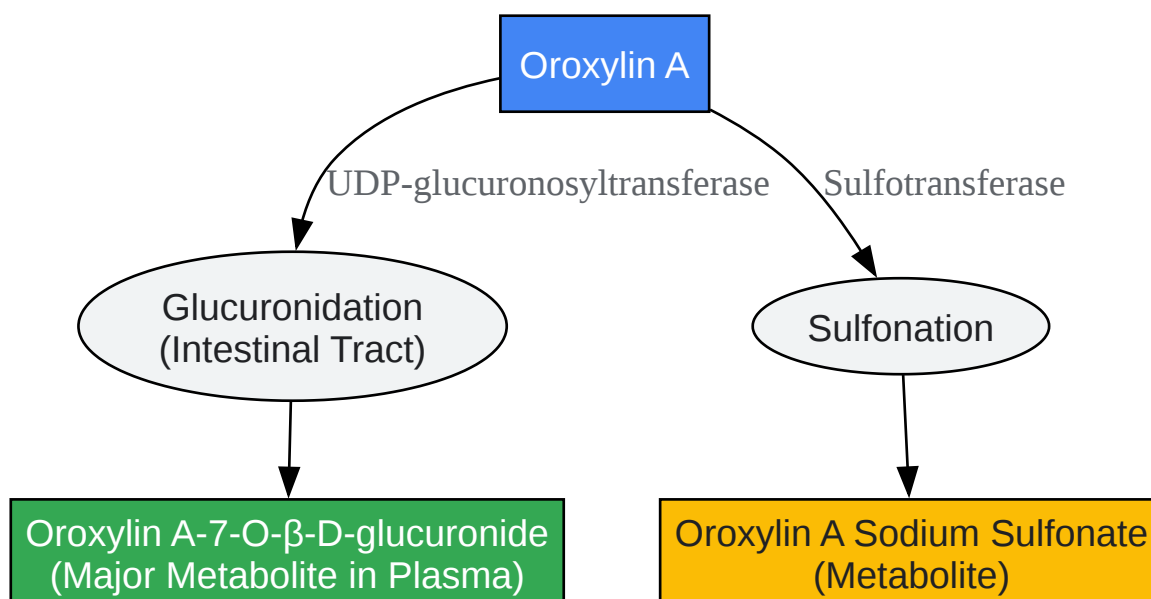 Oroxylin A
UDP-glucuronosyltransferase
Sulfotransferase
Glucuronidation
(Intestinal Tract)
Sulfonation
Oroxylin A-7-O-β-D-glucuronide
(Major Metabolite in Plasma)
Oroxylin A Sodium Sulfonate
(Metabolite)